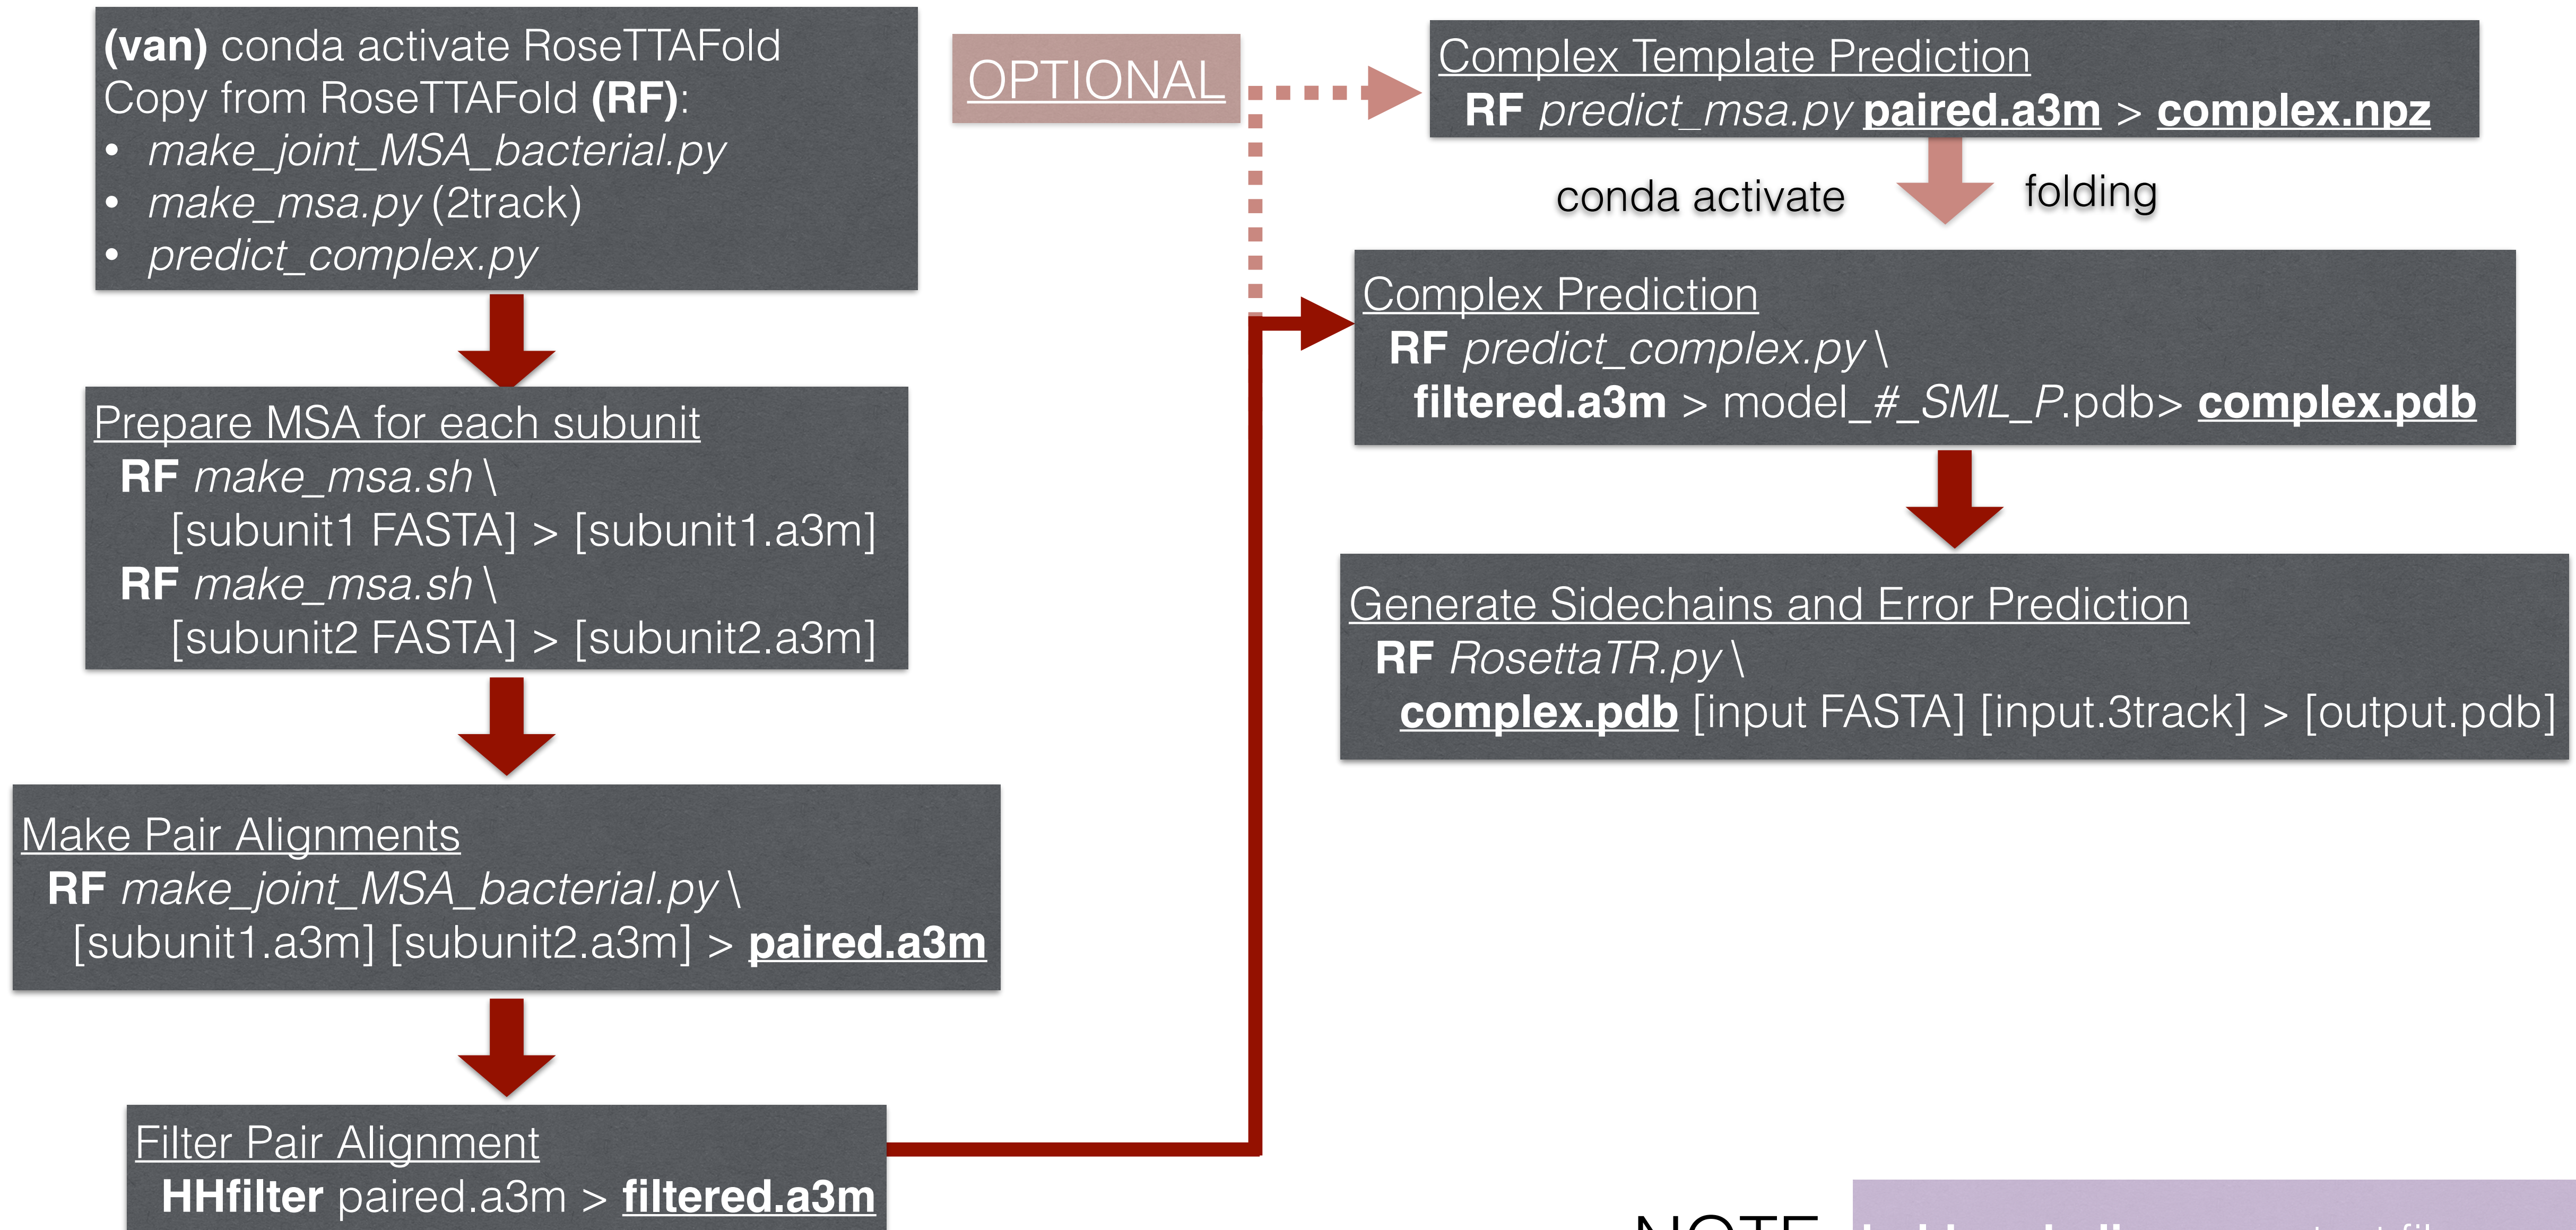 (van) conda activate RoseTTAFold
Copy from RoseTTAFold (RF):
• make_joint_MSA_bacterial.py
• make_msa.py (2track)
• predict_complex.py
Prepare MSA for each subunit
RF make_msa.sh \
[subunit1 FASTA] > [subunit1.a3m]
RF make_msa.sh \
[subunit2 FASTA] > [subunit2.a3m]
Make Pair Alignments
RF make_joint_MSA_bacterial.py \
[subunit1.a3m] [subunit2.a3m] > paired.a3m
Filter Pair Alignment
HHfilter paired.a3m > filtered.a3m
OPTIONAL
Complex Template Prediction
RF predict_msa.py paired.a3m > complex.npz
conda activate folding
Complex Prediction
RF predict_complex.py \
filtered.a3m > model_#_SML_P.pdb> complex.pdb
Generate Sidechains and Error Prediction
RF RosettaTR.py \
complex.pdb [input FASTA] [input.3track] > [output.pdb]
NOTE